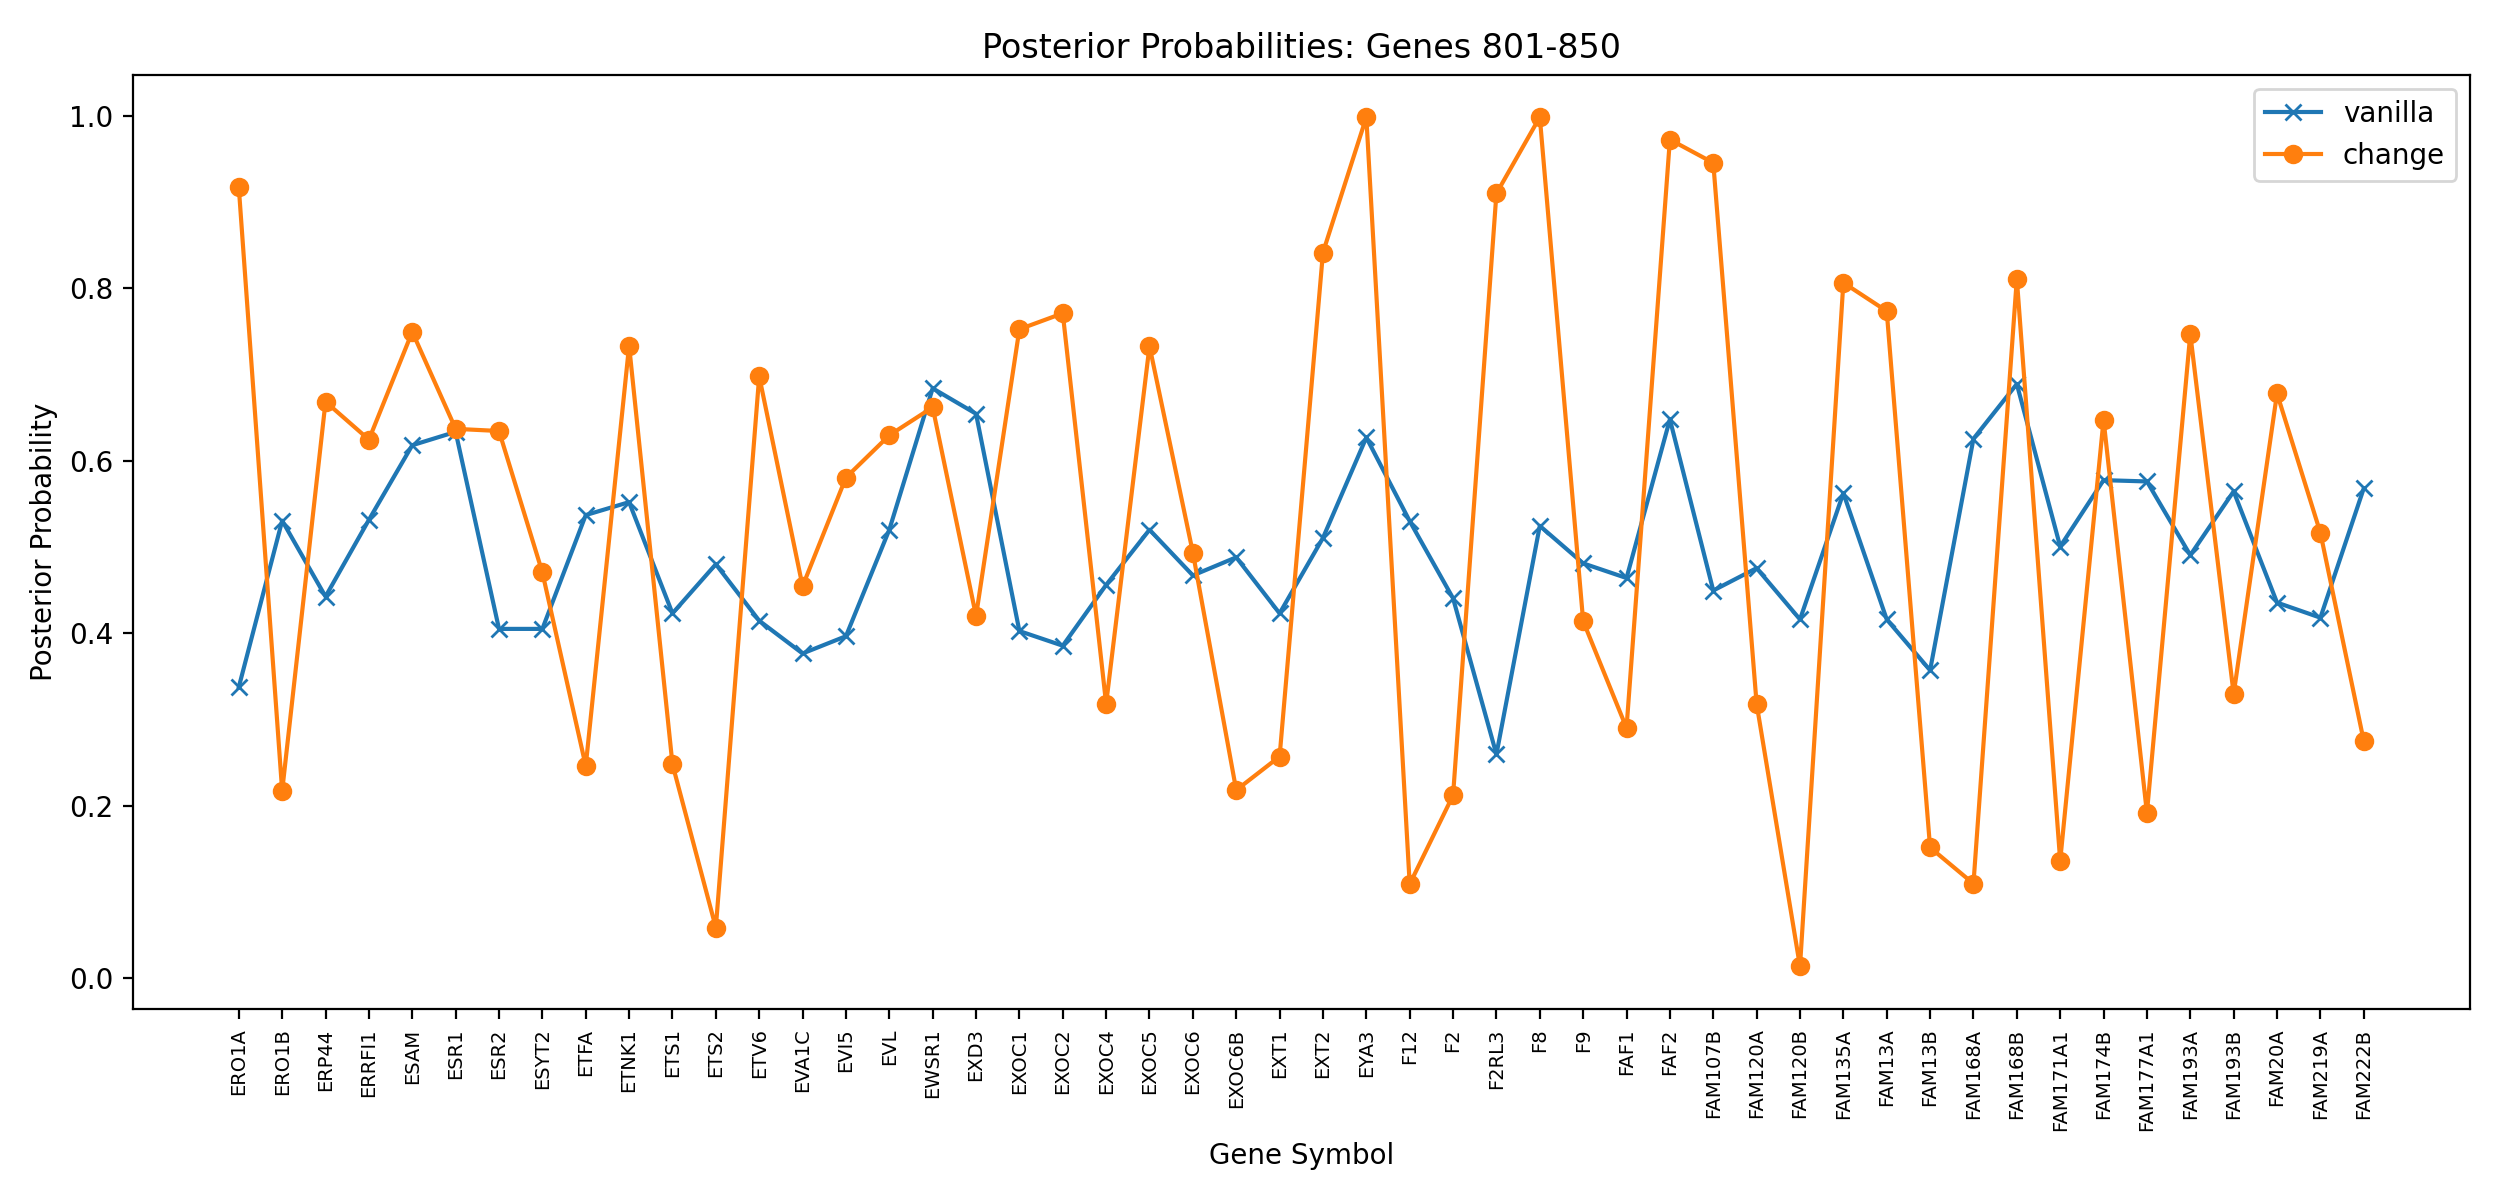 Posterior Probabilities: Genes 801-850
vanilla
change
Posterior Probability
1.0
0.8
0.6
0.4
0.2
0.0
ERO1A
ERO1B
ERP44
ERRFI1
ESAM
ESR1
ESR2
ESYT2
ETFA
ETNK1
ETS1
ETS2
ETV6
EVA1C
EVI5
EVL
EWSR1
EXD3
EXOC1
EXOC2
EXOC4
EXOC5
EXOC6
EXOC6B
EXT1
EXT2
EYA3
F12
F2
F2RL3
F8
F9
FAF1
FAF2
FAM107B
FAM120A
FAM120B
FAM135A
FAM13A
FAM13B
FAM168A
FAM168B
FAM171A1
FAM174B
FAM177A1
FAM193A
FAM193B
FAM20A
FAM219A
FAM222B
Gene Symbol